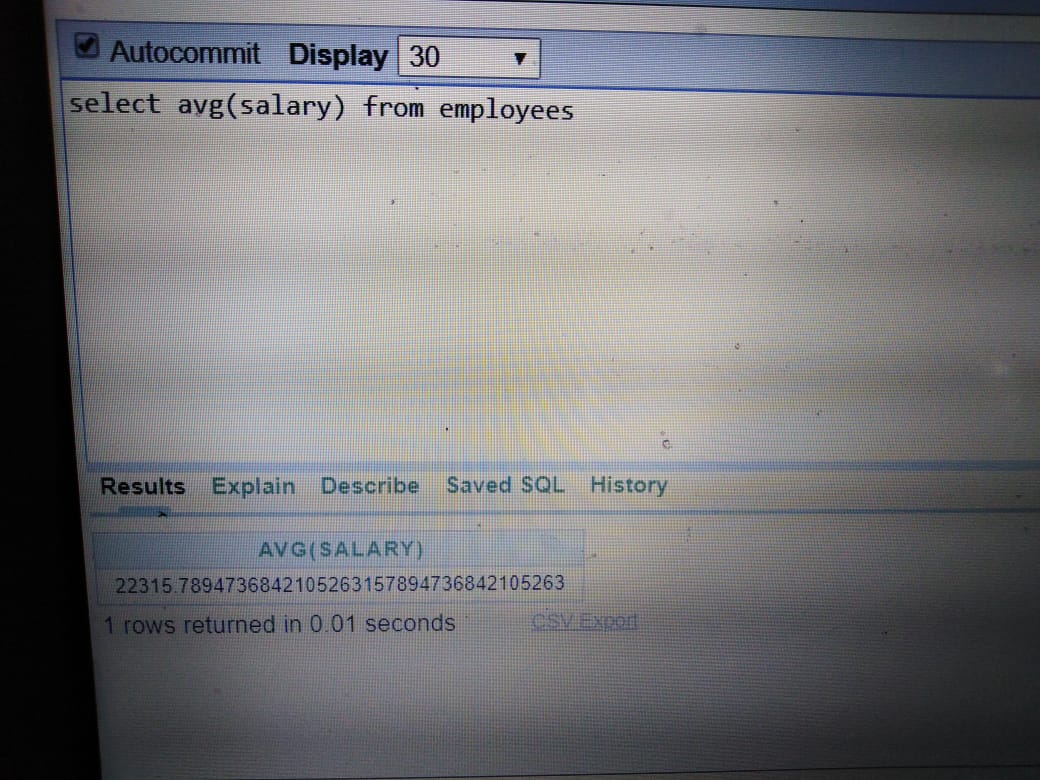 Autocommit Display 30
select avg(salary) from employees
Results Explain Describe Saved SQL History
AVG(SALARY)
22315.7894736842105263157894736842105263
1 rows returned in 0.01 seconds CSV Export